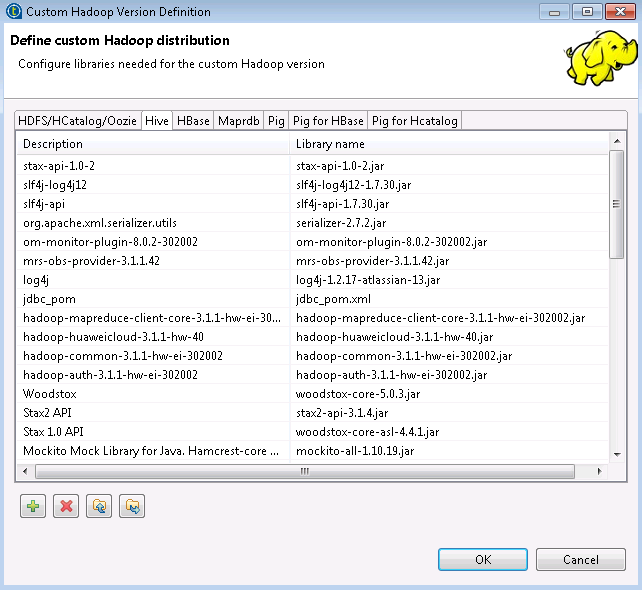 Custom Hadoop Version Definition
Define custom Hadoop distribution
Configure libraries needed for the custom Hadoop version
HDFS/HCatalog/Oozie Hive HBase Maprdb Pig Pig for HBase Pig for Hcatalog
Description Library name
stax-api-1.0-2 stax-api-1.0-2.jar
slf4j-log4j12 slf4j-log4j12-1.7.30.jar
slf4j-api slf4j-api-1.7.30.jar
org.apache.xml.serializer.utils serializer-2.7.2.jar
om-monitor-plugin-8.0.2-302002 om-monitor-plugin-8.0.2-302002.jar
mrs-obs-provider-3.1.1.42 mrs-obs-provider-3.1.1.42.jar
log4j log4j-1.2.17-atlassian-13.jar
jdbc_pom jdbc_pom.xml
hadoop-mapreduce-client-core-3.1.1-hw-ei-30... hadoop-mapreduce-client-core-3.1.1-hw-ei-302002.jar
hadoop-huaweicloud-3.1.1-hw-40 hadoop-huaweicloud-3.1.1-hw-40.jar
hadoop-common-3.1.1-hw-ei-302002 hadoop-common-3.1.1-hw-ei-302002.jar
hadoop-auth-3.1.1-hw-ei-302002 hadoop-auth-3.1.1-hw-ei-302002.jar
Woodstox woodstox-core-5.0.3.jar
Stax2 API stax2-api-3.1.4.jar
Stax 1.0 API woodstox-core-asl-4.4.1.jar
Mockito Mock Library for Java. Hamcrest-core ... mockito-all-1.10.19.jar
OK Cancel